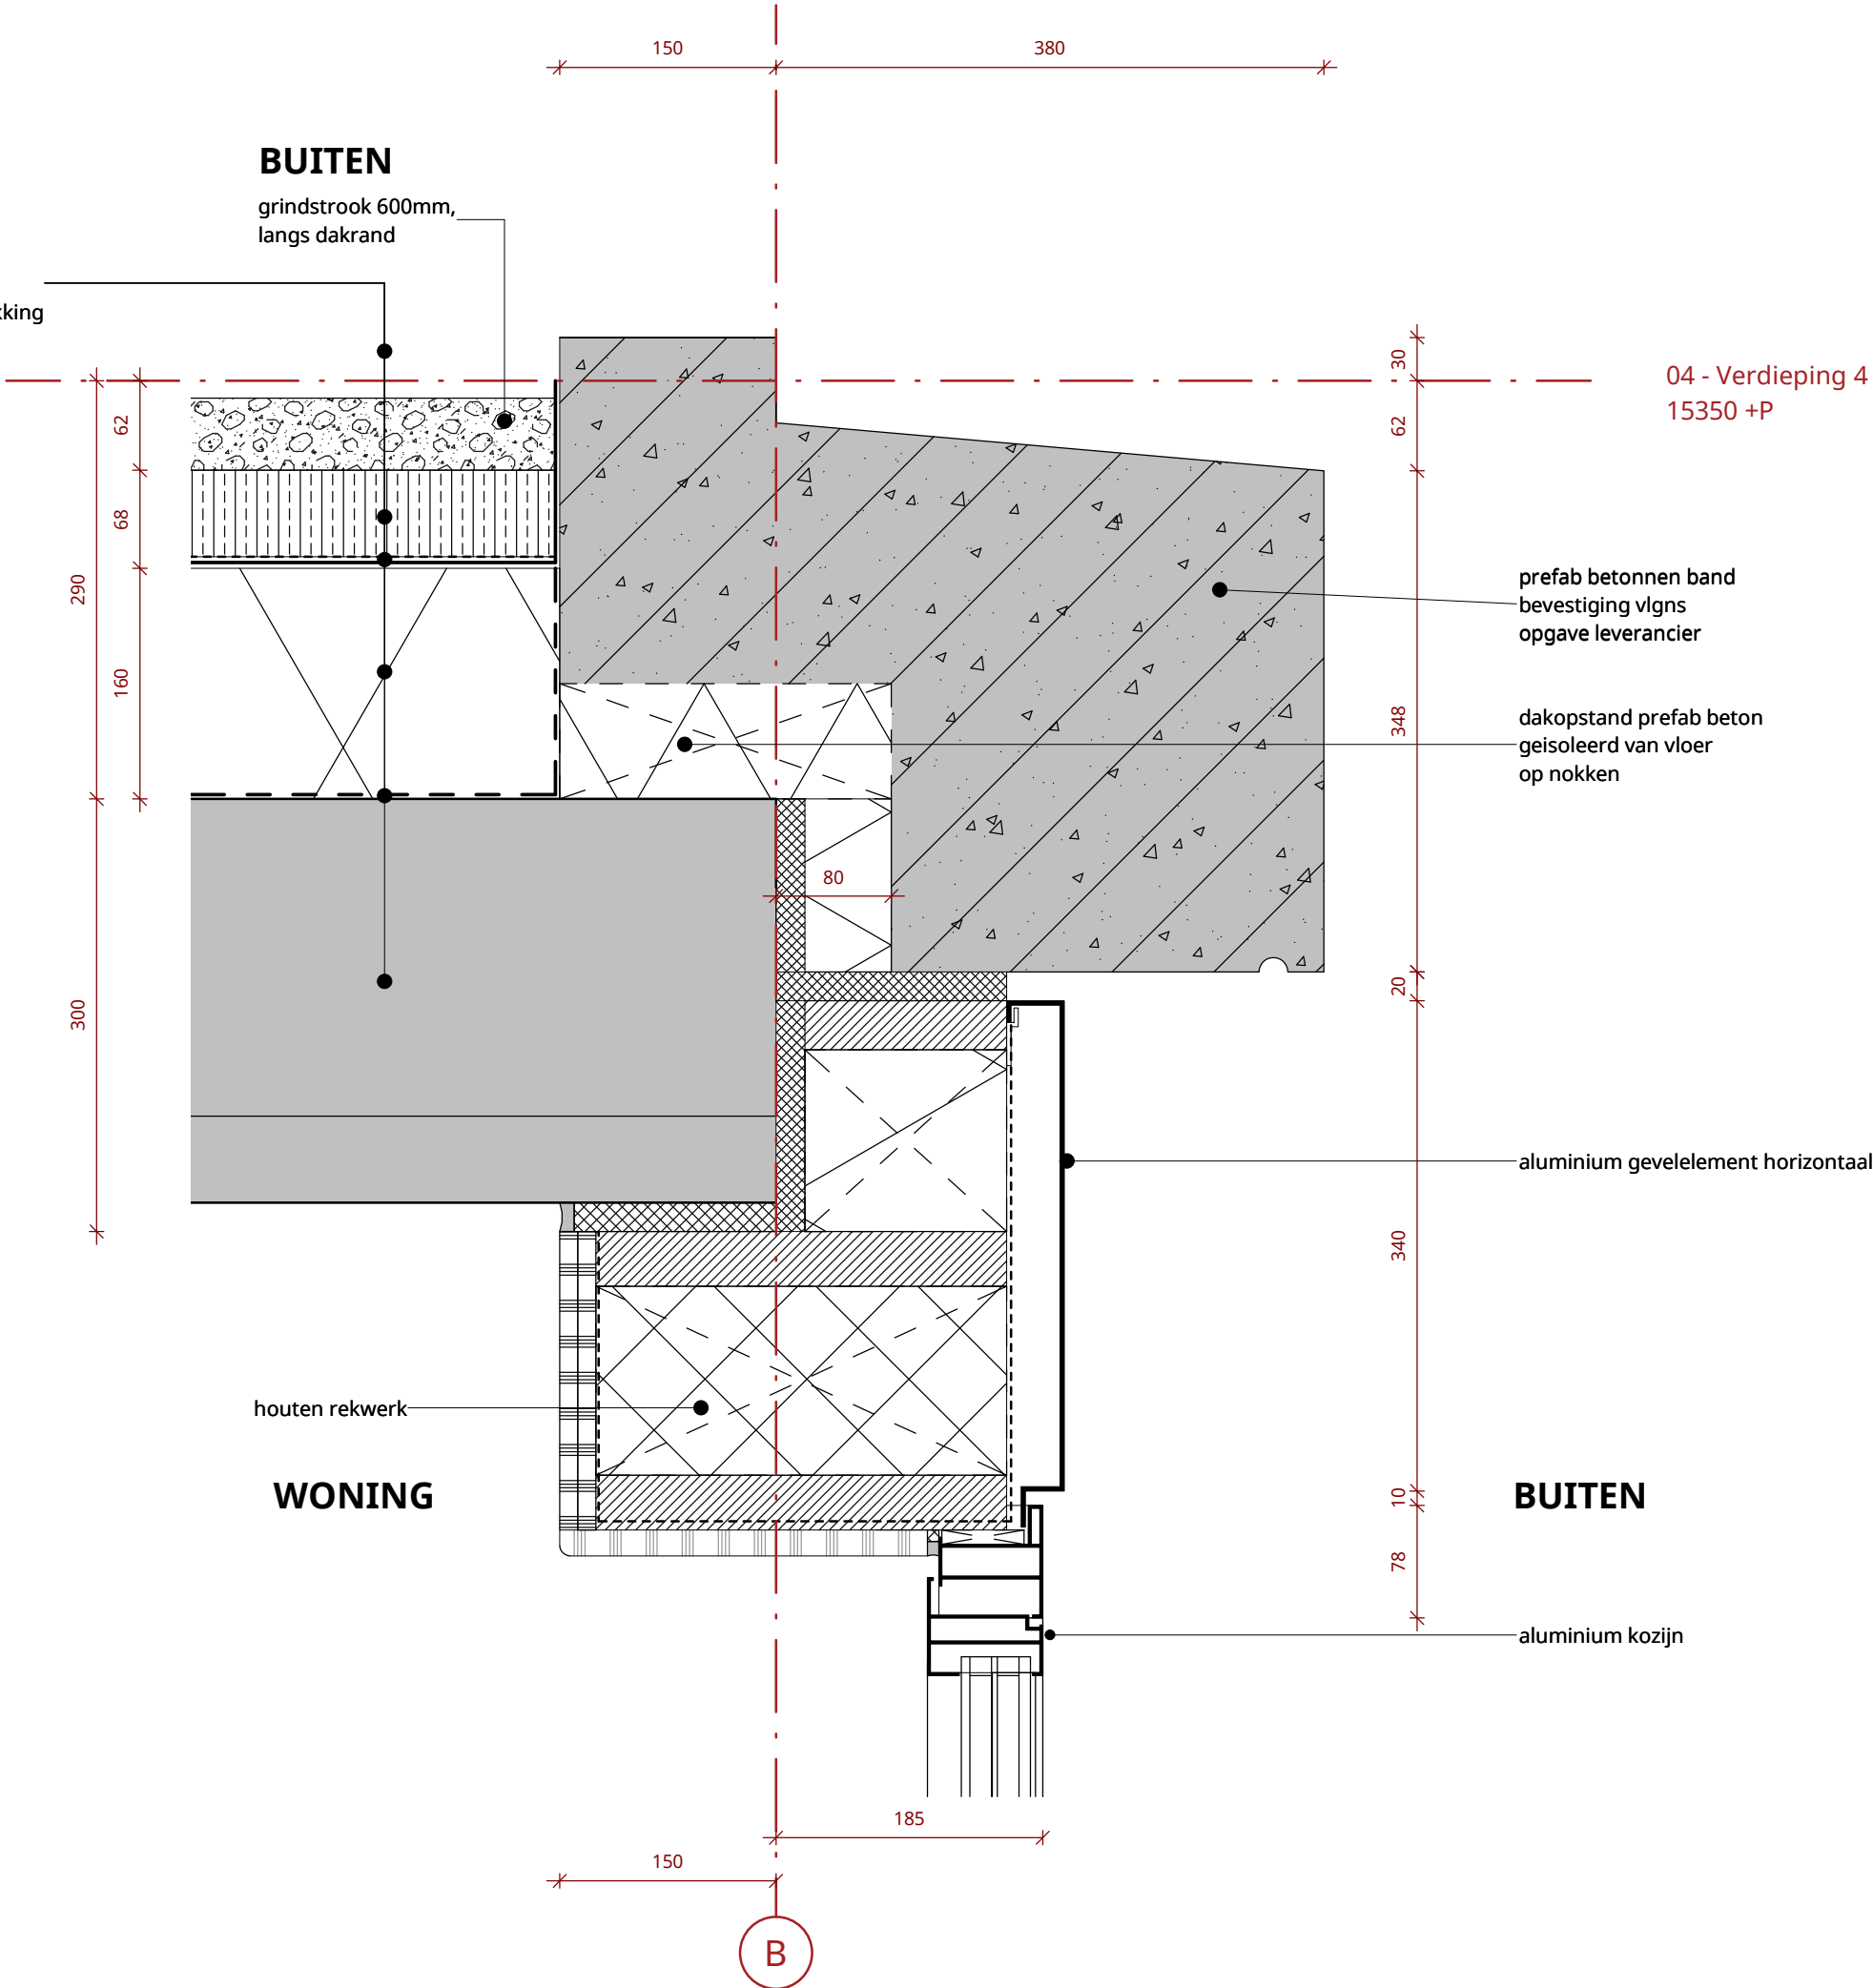 150
380
BUITEN
grindstrook 600mm,
langs dakrand
kking
30
04 - Verdieping 4
15350 +P
62
62
68
290
160
prefab betonnen band
bevestiging vlgns
opgave leverancier
348
dakopstand prefab beton
geisoleerd van vloer
op nokken
80
20
300
aluminium gevelelement horizontaal
340
houten rekwerk
WONING
10
BUITEN
78
aluminium kozijn
185
150
B